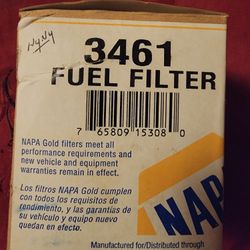 NyNy
3461
FUEL FILTER
7 65809 15308 0
NAPA Gold filters meet all
performance requirements and
new vehicle and equipment
warranties remain in effect.
Los filtros NAPA Gold cumplen
con todos los requisitos de
rendimiento, y las garantías de
su vehículo y equipo nuevo
quedan en efecto.
NAP
Manufactured for/Distributed through